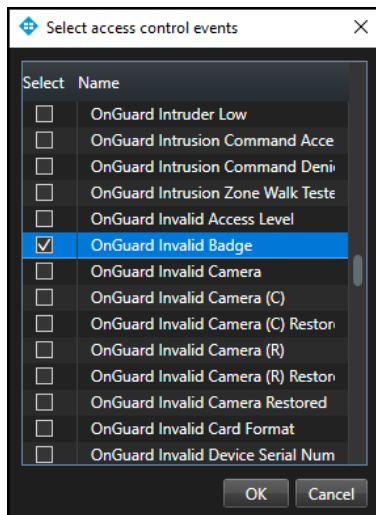 Select access control events
Select Name
OnGuard Intruder Low
OnGuard Intrusion Command Acce
OnGuard Intrusion Command Deni
OnGuard Intrusion Zone Walk Teste
OnGuard Invalid Access Level
OnGuard Invalid Badge
OnGuard Invalid Camera
OnGuard Invalid Camera (C)
OnGuard Invalid Camera (C) Restor
OnGuard Invalid Camera (R)
OnGuard Invalid Camera (R) Restor
OnGuard Invalid Camera Restored
OnGuard Invalid Card Format
OnGuard Invalid Device Serial Num
OK Cancel